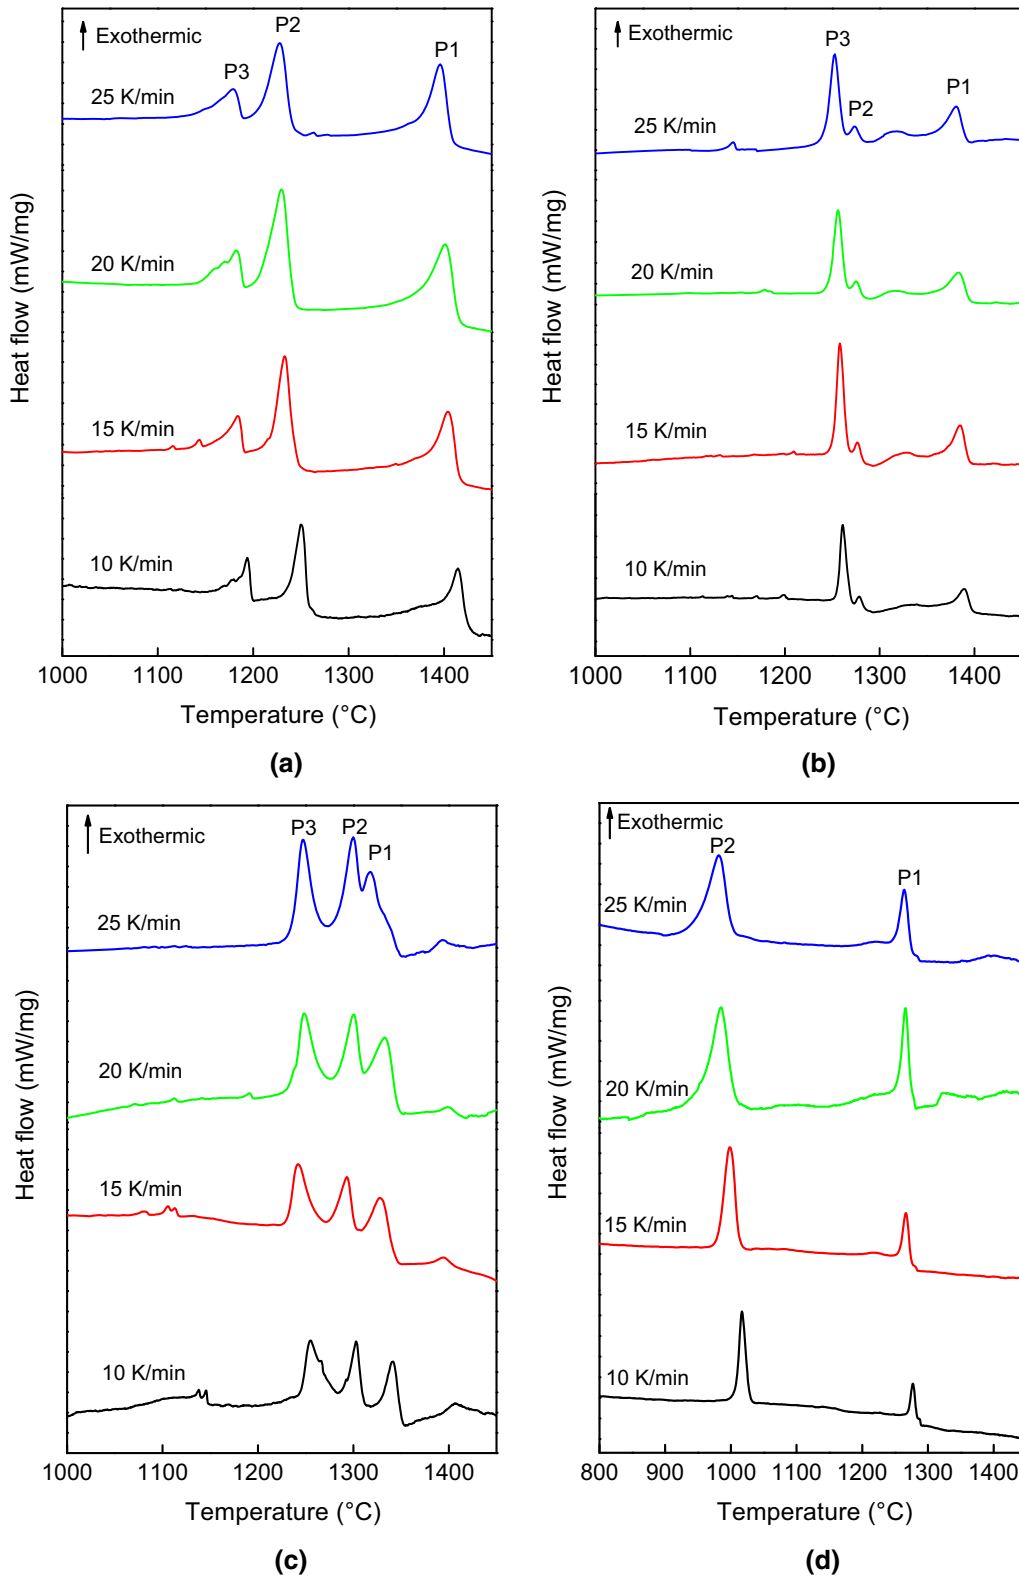 Exothermic
P2
P1
P3
25 K/min
20 K/min
15 K/min
10 K/min
Heat flow (mW/mg)
1000 1100 1200 1300 1400
Temperature (°C)
(a)
Exothermic
P3
P1
P2
25 K/min
20 K/min
15 K/min
10 K/min
Heat flow (mW/mg)
1000 1100 1200 1300 1400
Temperature (°C)
(b)
Exothermic
P3 P2
P1
25 K/min
20 K/min
15 K/min
10 K/min
Heat flow (mW/mg)
1000 1100 1200 1300 1400
Temperature (°C)
(c)
Exothermic
P2
P1
25 K/min
20 K/min
15 K/min
10 K/min
Heat flow (mW/mg)
800 900 1000 1100 1200 1300 1400
Temperature (°C)
(d)